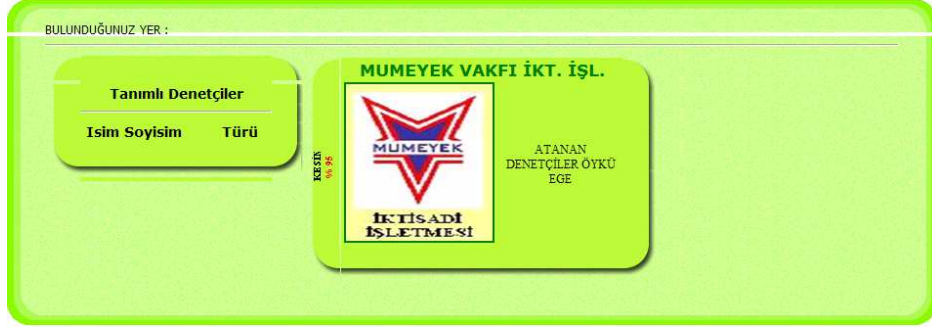 BULUNDUĞUNUZ YER :
Tanımlı Denetçiler
Isim Soyisim Türü
MUMEYEK VAKFI İKT. İŞL.
KESİN
% 95
MUMEYEK
İKTİSADİ
İŞLETMESİ
ATANAN
DENETÇİLER ÖYKÜ
EGE